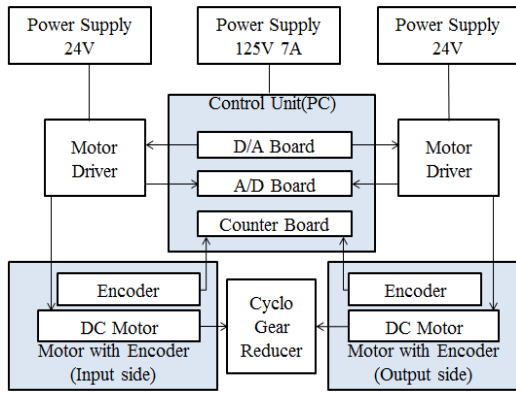 Power Supply
24V
Power Supply
125V 7A
Power Supply
24V
Control Unit(PC)
Motor
Driver
D/A Board
A/D Board
Counter Board
Motor
Driver
Encoder
DC Motor
Motor with Encoder
(Input side)
Cyclo
Gear
Reducer
Encoder
DC Motor
Motor with Encoder
(Output side)